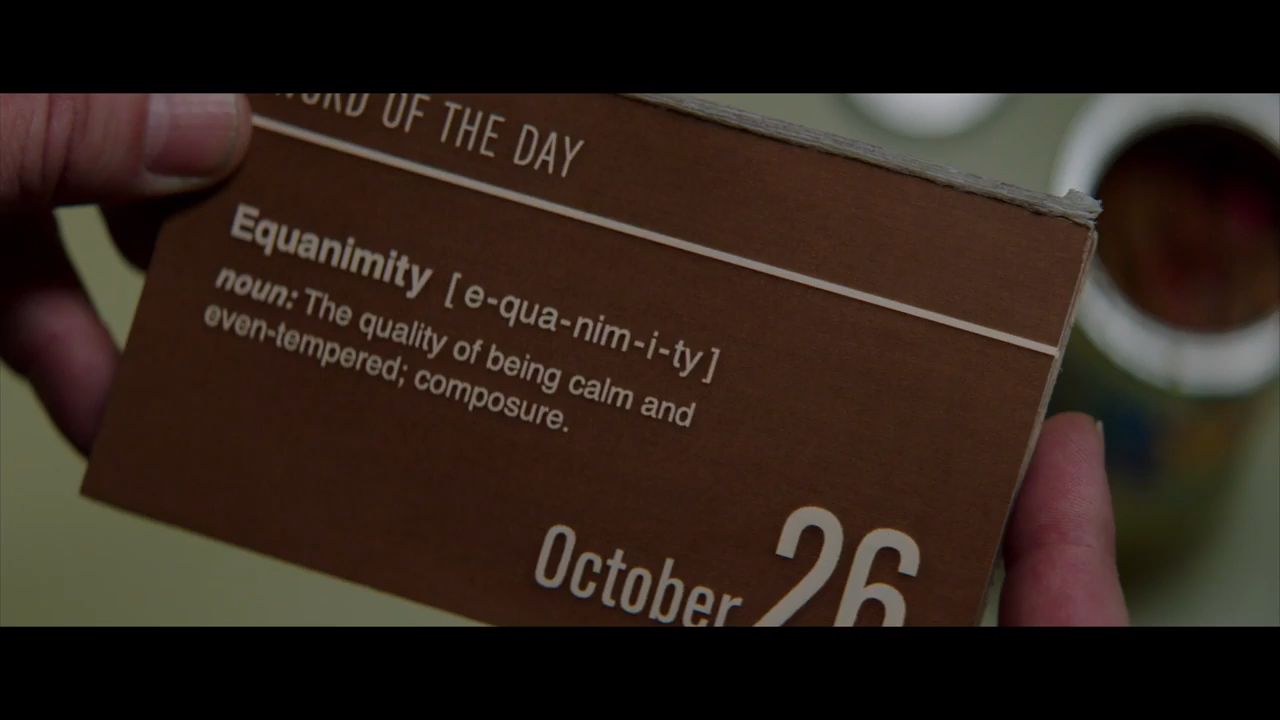 WORD OF THE DAY
Equanimity [ e-qua-nim-i-ty ]
noun: The quality of being calm and
even-tempered; composure.
October 26